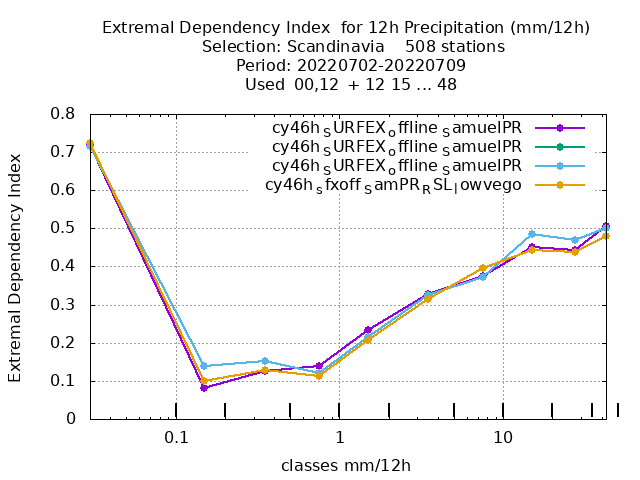 Extremal Dependency Index  for 12h Precipitation (mm/12h)
Selection: Scandinavia    508 stations
Period: 20220702-20220709
Used  00,12  + 12 15 ... 48
cy46h_SURFEX_offline_SamuelPR
cy46h_SURFEX_offline_SamuelPR
cy46h_SURFEX_offline_SamuelPR
cy46h_sfxoff_SamPR_RSL_lowvego
Extremal Dependency Index
0.8
0.7
0.6
0.5
0.4
0.3
0.2
0.1
0
0.1 1 10
classes mm/12h